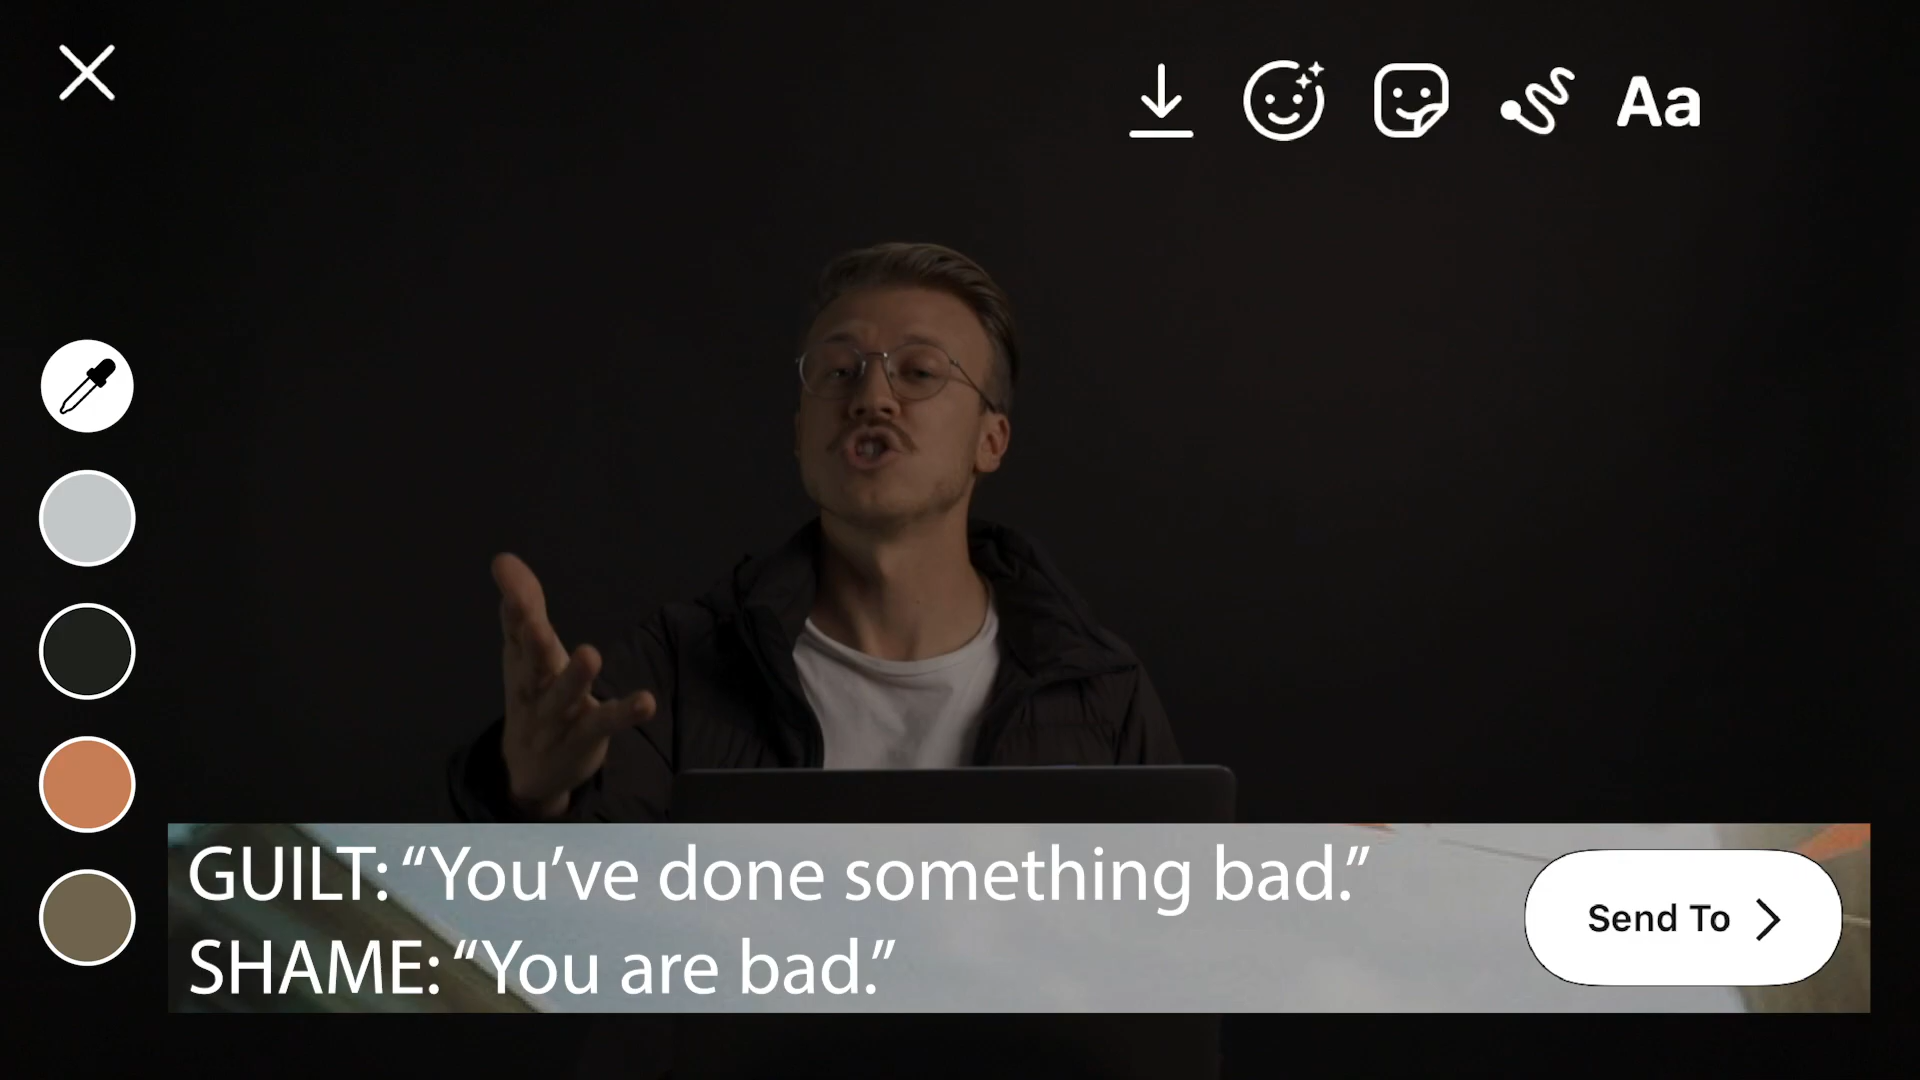 Aa
GUILT: “You’ve done something bad.”
SHAME: “You are bad.”
Send To